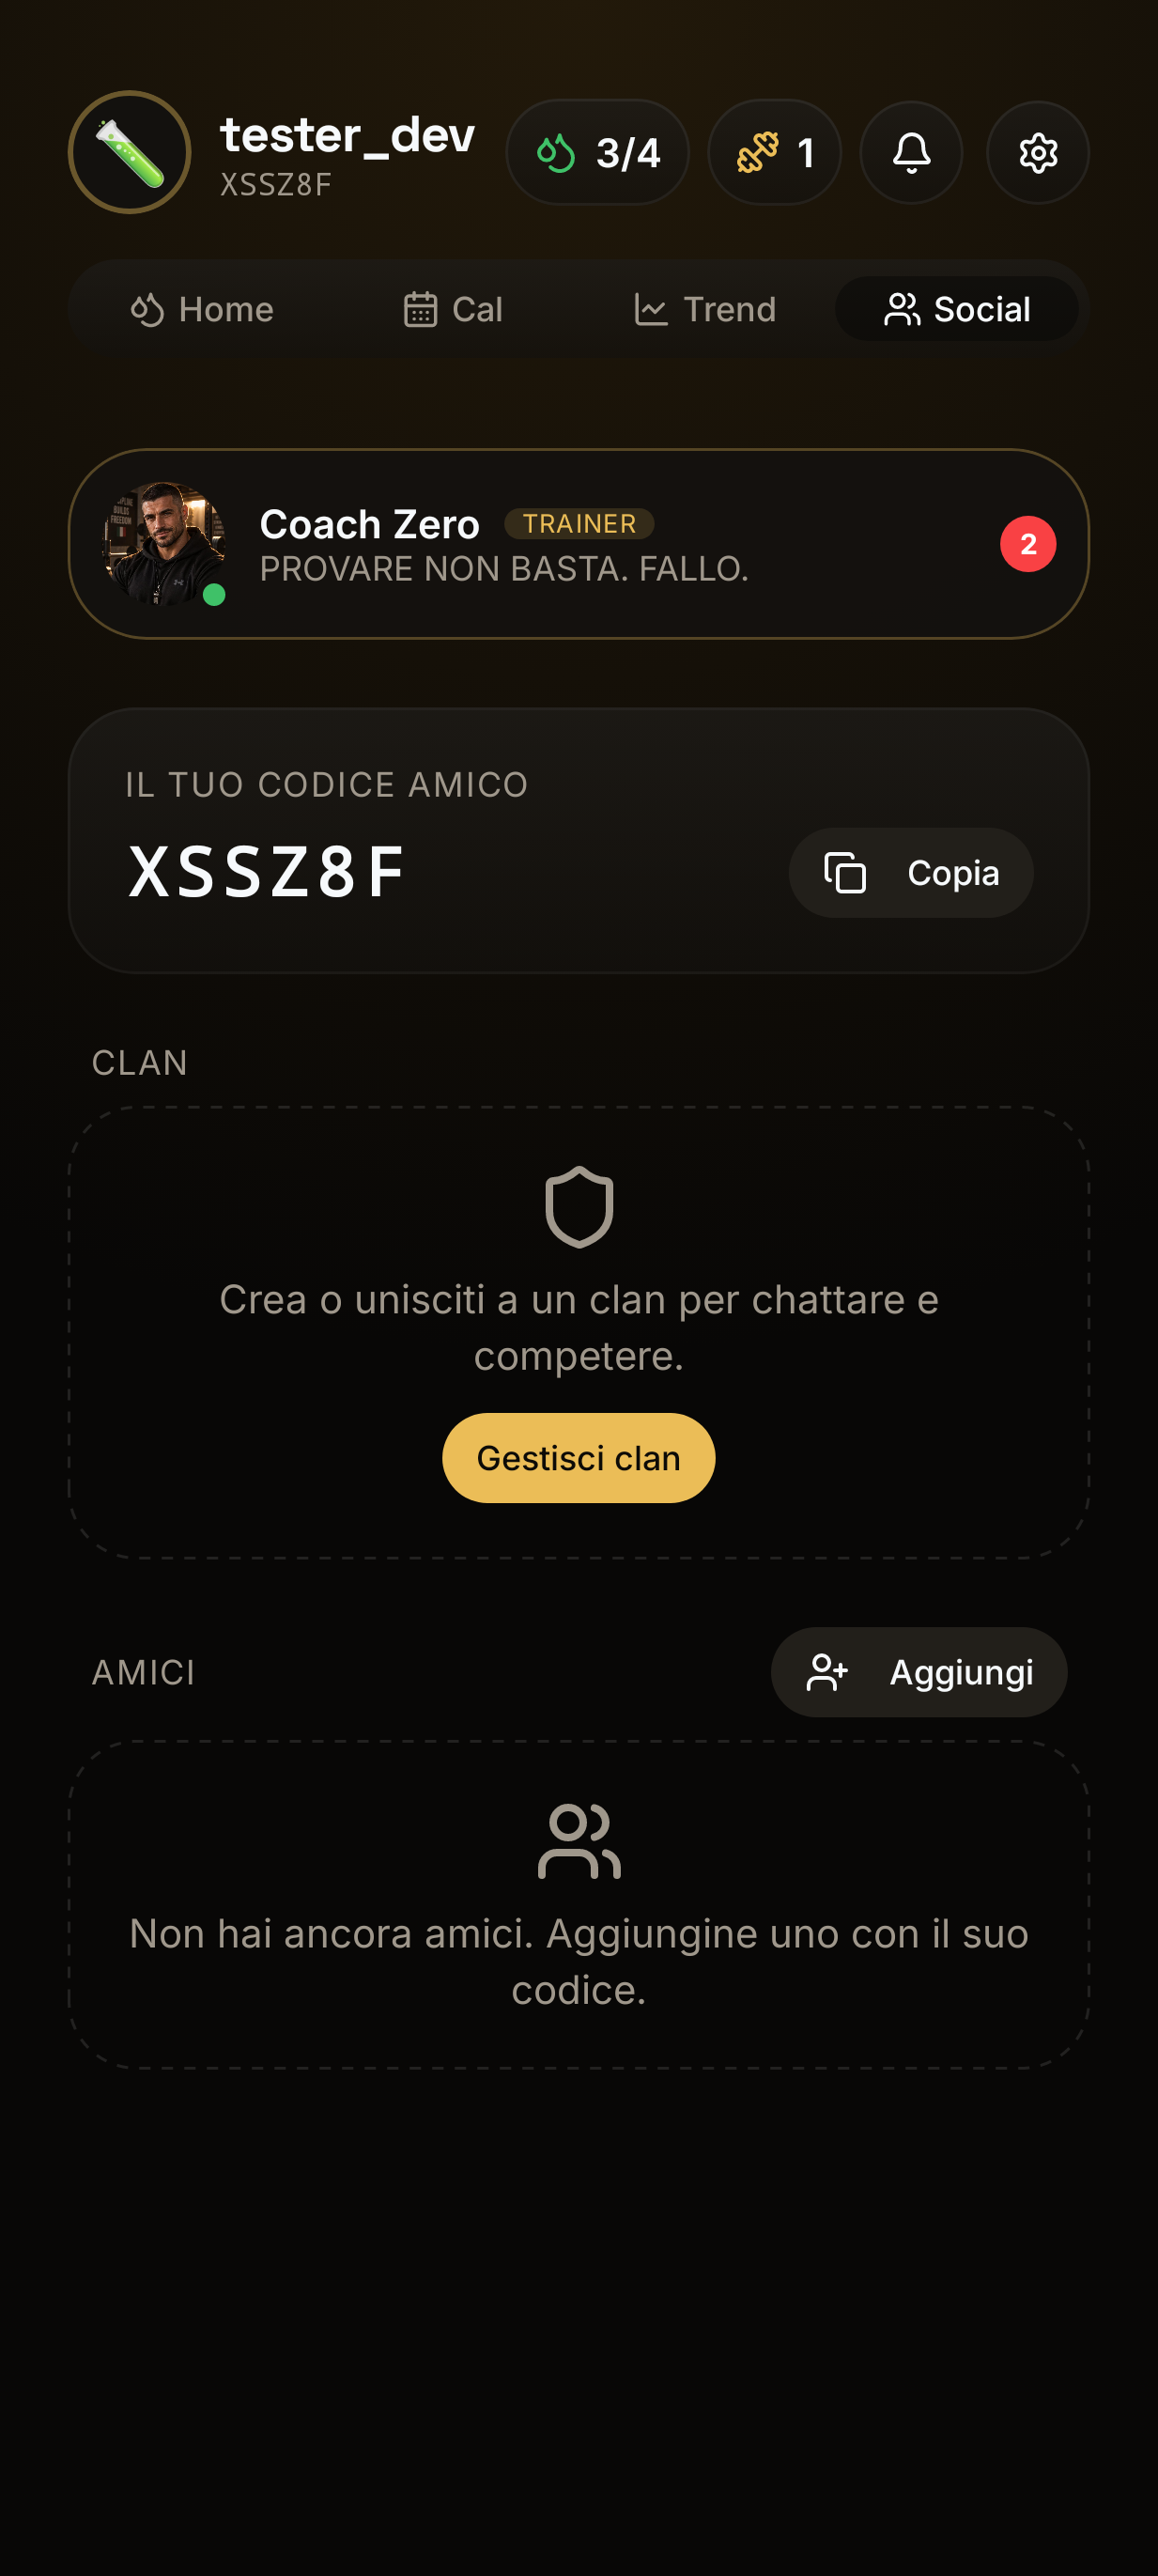 tester_dev
XSSZ8F
3/4
1
Home
Cal
Trend
Social
Coach Zero
TRAINER
PROVARE NON BASTA. FALLO.
2
IL TUO CODICE AMICO
XSSZ8F
Copia
CLAN
Crea o unisciti a un clan per chattare e
competere.
Gestisci clan
AMICI
Aggiungi
Non hai ancora amici. Aggiungine uno con il suo
codice.